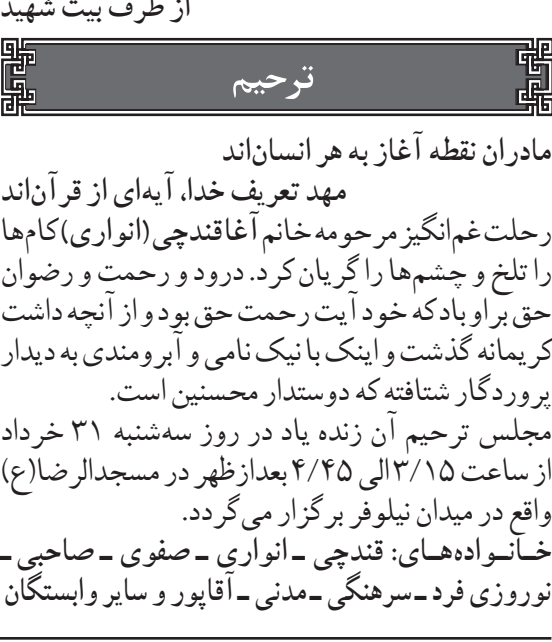 از طرف بیت شهید
ترحیم
مادران نقطه آغاز به هر انسان‌اند
مهد تعریف خدا، آیه‌ای از قرآن‌اند
رحلت غم‌انگیز مرحومه خانم آغاقندچی(انواری)کام‌ها
را تلخ و چشم‌ها را گریان کرد. درود و رحمت و رضوان
حق بر او باد که خود آیت رحمت حق بود و از آنچه داشت
کریمانه گذشت و اینک با نیک نامی و آبرومندی به دیدار
پروردگار شتافته که دوستدار محسنین است.
مجلس ترحیم آن زنده یاد در روز سه‌شنبه ۳۱ خرداد
از ساعت ۳/۱۵ الی ۴/۴۵ بعدازظهر در مسجدالرضا(ع)
واقع در میدان نیلوفر برگزار می‌گردد.
خـانـواده‌هـای: قندچی ـ انواری ـ صفوی ـ صاحبی ـ
نوروزی فرد ـ سرهنگی ـ مدنی ـ آقاپور و سایر وابستگان